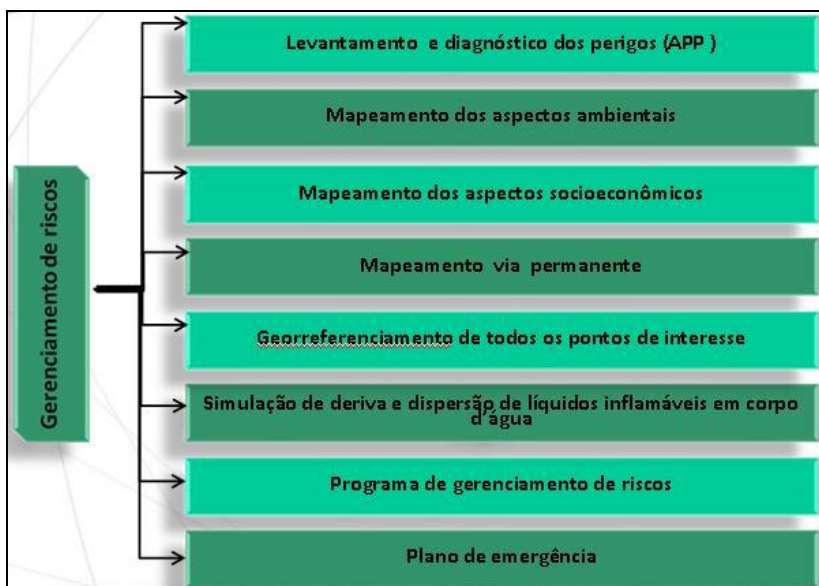 Gerenciamento de riscos
Levantamento e diagnóstico dos perigos (APP )
Mapeamento dos aspectos ambientais
Mapeamento dos aspectos socioeconômicos
Mapeamento via permanente
Georreferenciamento de todos os pontos de interesse
Simulação de deriva e dispersão de líquidos inflamáveis em corpo
d'água
Programa de gerenciamento de riscos
Plano de emergência